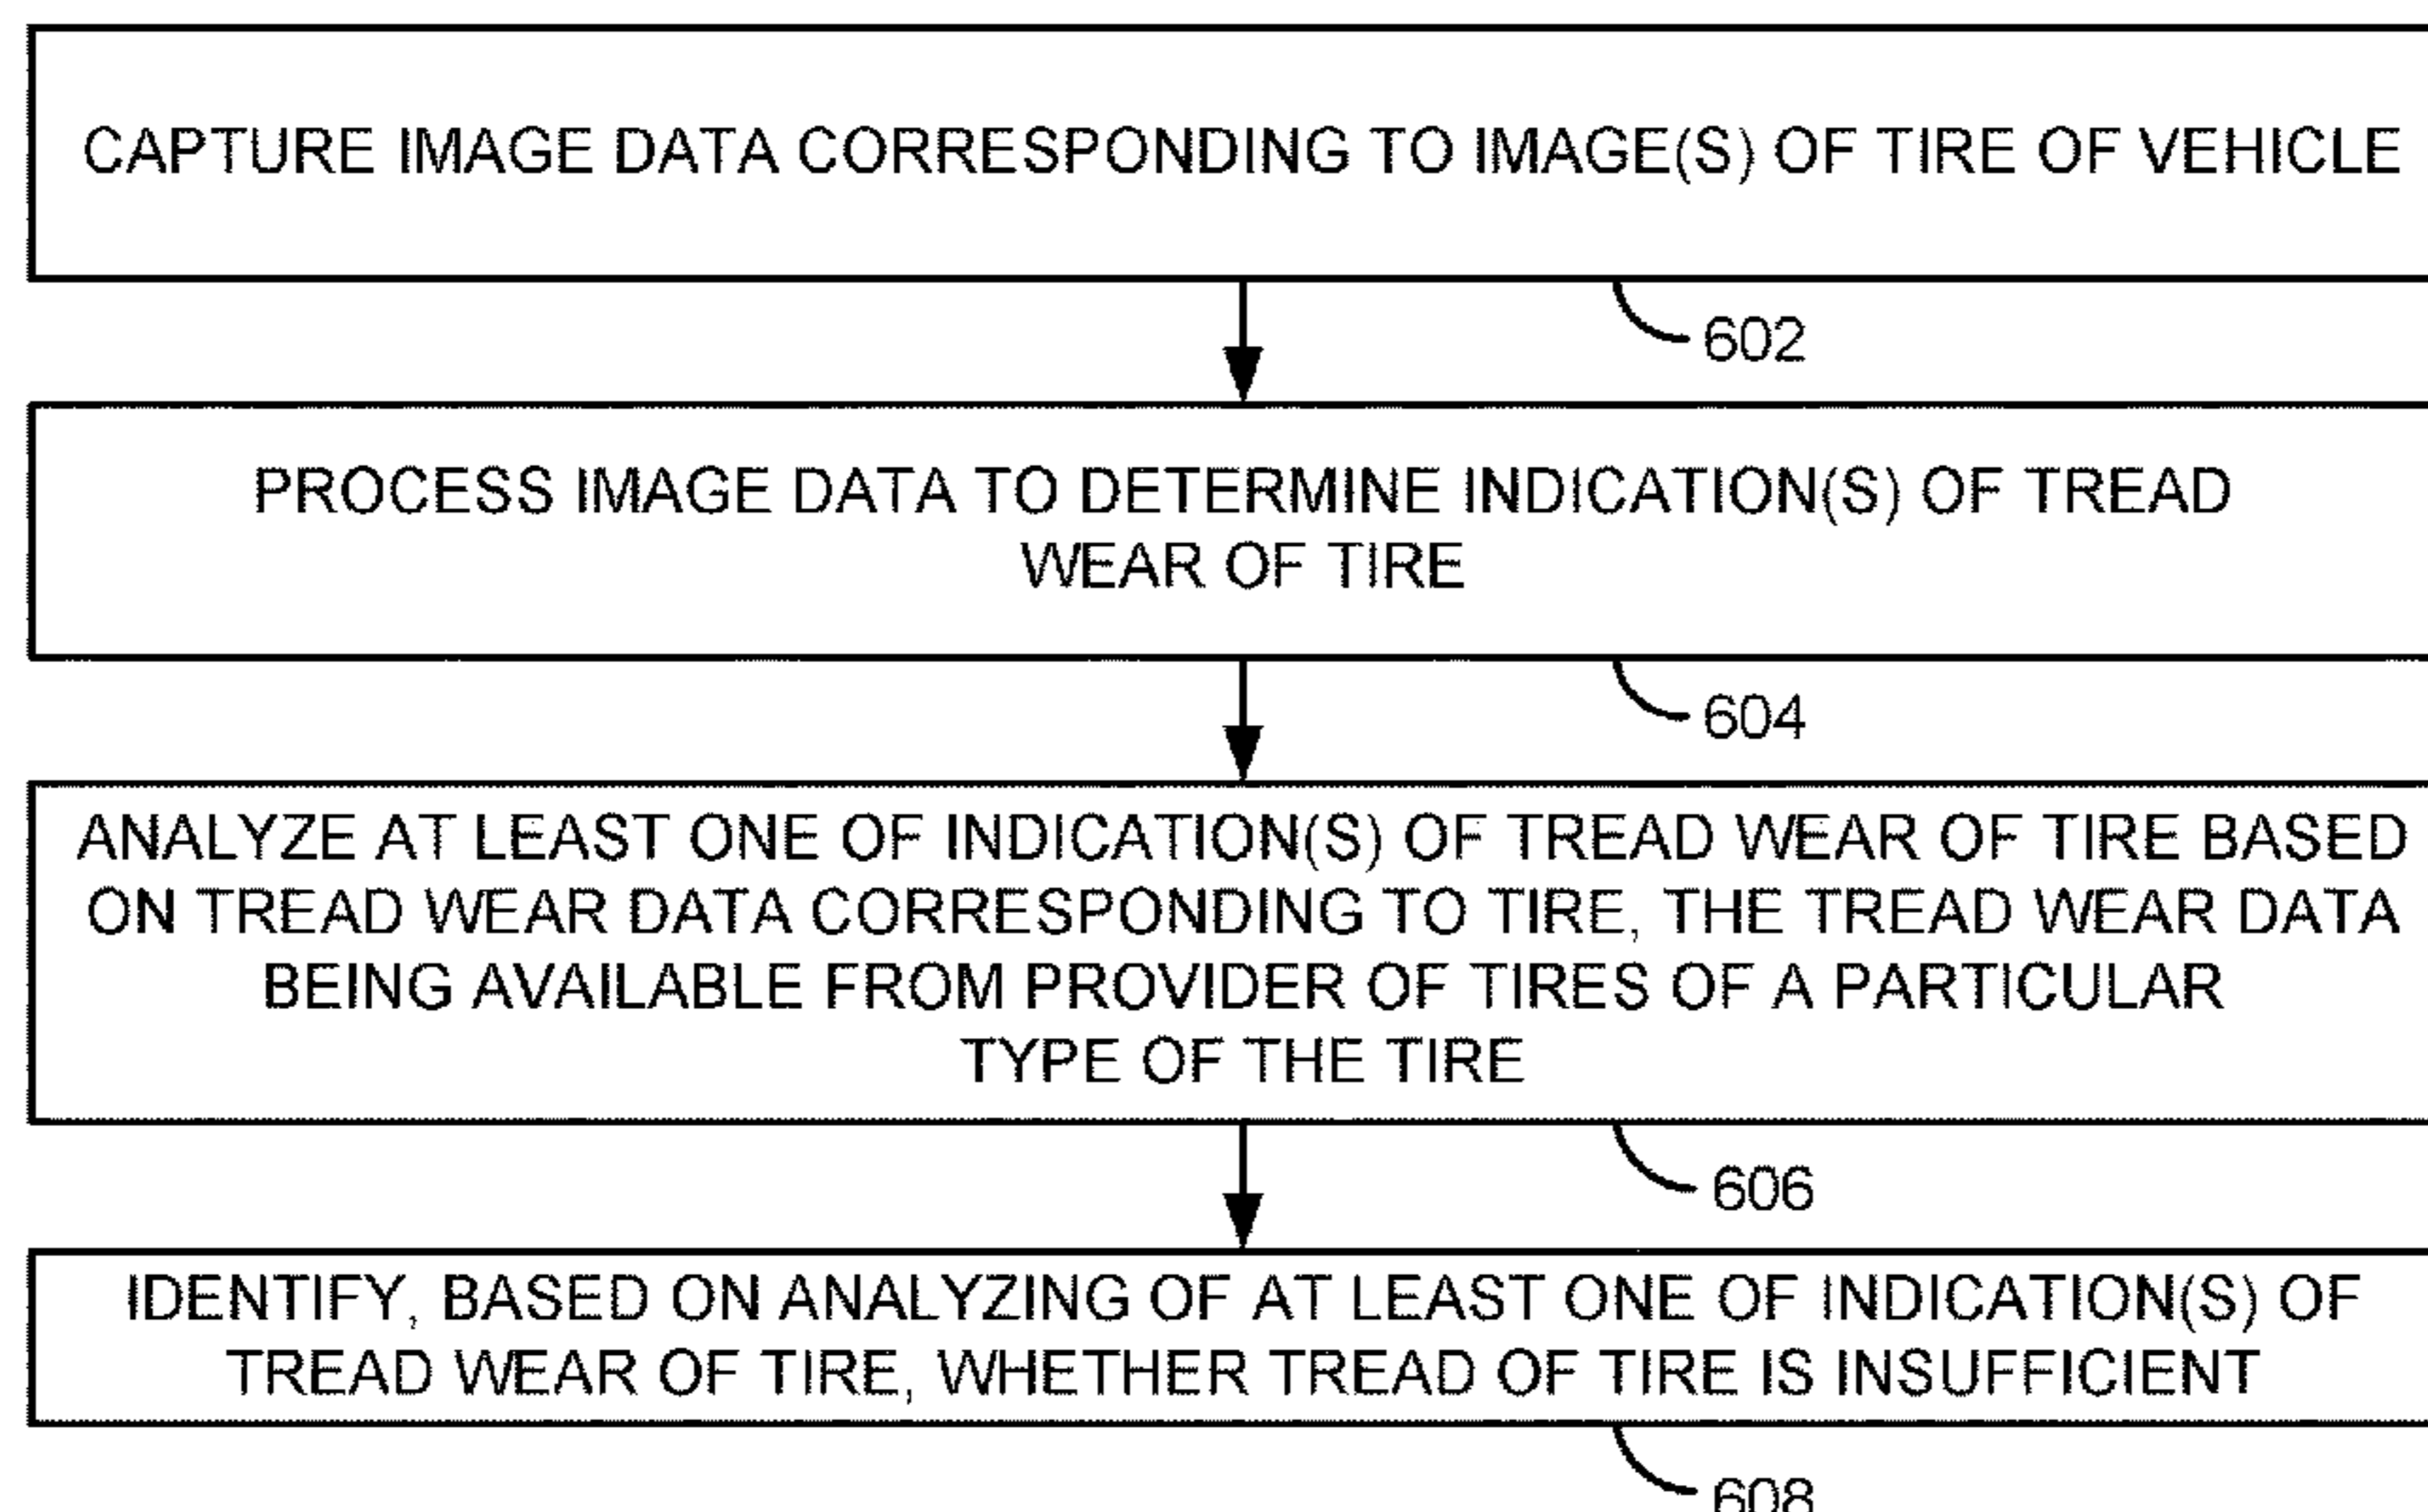 CAPTURE IMAGE DATA CORRESPONDING TO IMAGE(S) OF TIRE OF VEHICLE
602
PROCESS IMAGE DATA TO DETERMINE INDICATION(S) OF TREAD
WEAR OF TIRE
604
ANALYZE AT LEAST ONE OF INDICATION(S) OF TREAD WEAR OF TIRE BASED
ON TREAD WEAR DATA CORRESPONDING TO TIRE, THE TREAD WEAR DATA
BEING AVAILABLE FROM PROVIDER OF TIRES OF A PARTICULAR
TYPE OF THE TIRE
606
IDENTIFY, BASED ON ANALYZING OF AT LEAST ONE OF INDICATION(S) OF
TREAD WEAR OF TIRE, WHETHER TREAD OF TIRE IS INSUFFICIENT
608